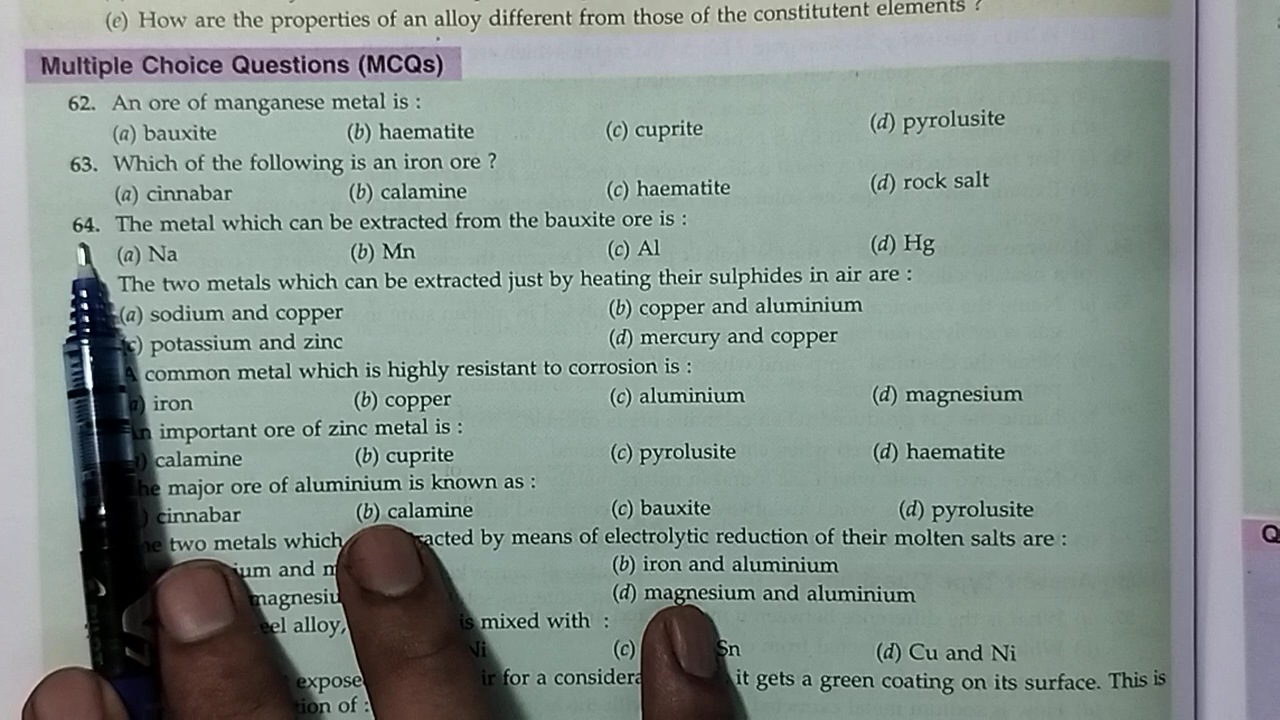 (e) How are the properties of an alloy different from those of the constitutent elements ?
Multiple Choice Questions (MCQs)
62. An ore of manganese metal is :
(a) bauxite (b) haematite (c) cuprite (d) pyrolusite
63. Which of the following is an iron ore ?
(a) cinnabar (b) calamine (c) haematite (d) rock salt
64. The metal which can be extracted from the bauxite ore is :
(a) Na (b) Mn (c) Al (d) Hg
The two metals which can be extracted just by heating their sulphides in air are :
(a) sodium and copper (b) copper and aluminium
(c) potassium and zinc (d) mercury and copper
A common metal which is highly resistant to corrosion is :
(a) iron (b) copper (c) aluminium (d) magnesium
An important ore of zinc metal is :
calamine (b) cuprite (c) pyrolusite (d) haematite
The major ore of aluminium is known as :
cinnabar (b) calamine (c) bauxite (d) pyrolusite
two metals which by means of electrolytic reduction of their molten salts are :
and (b) iron and aluminium
(d) magnesium and aluminium
alloy, is mixed with :
Ni (c) Sn (d) Cu and Ni
for a it gets a green coating on its surface. This is
of :
Q